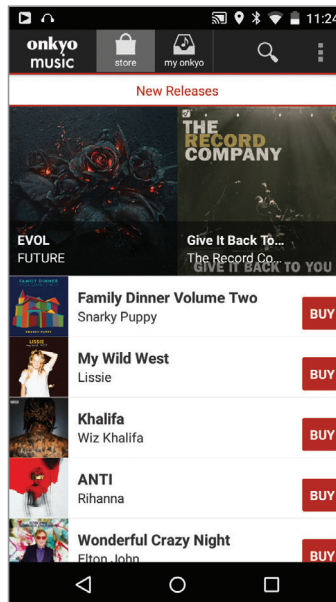 11:24
onkyo
music
store
my onkyo
New Releases
THE
RECORD
COMPANY
EVOL
FUTURE
Give It Back To...
The Record Co...
GIVE IT BACK TO YOU
FAMILY DINNER
Family Dinner Volume Two
Snarky Puppy
BUY
LISSIE
My Wild West
Lissie
BUY
Khalifa
Wiz Khalifa
BUY
ANTI
Rihanna
BUY
Wonderful Crazy Night
Elton John
BUY